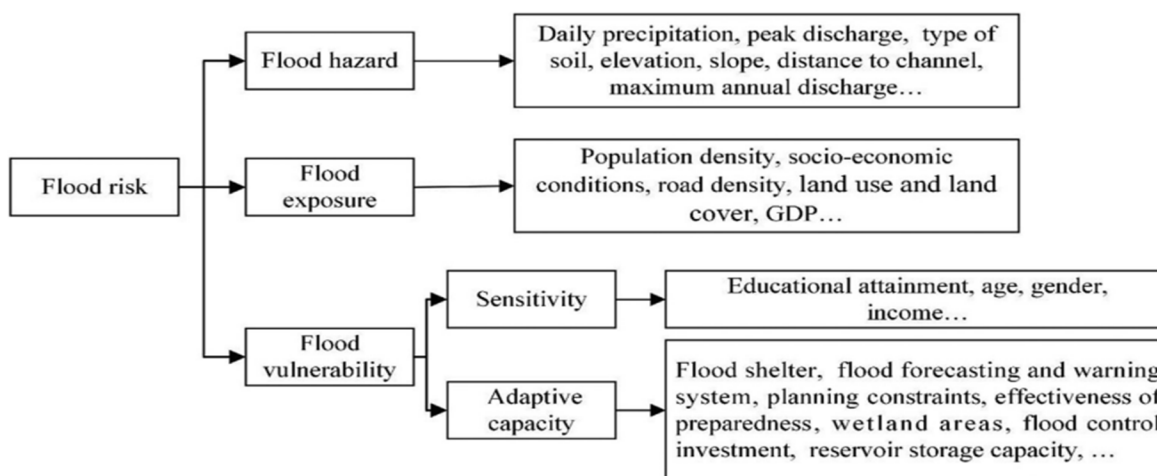 Flood hazard
Daily precipitation, peak discharge, type of
soil, elevation, slope, distance to channel,
maximum annual discharge...
Flood risk
Flood
exposure
Population density, socio-economic
conditions, road density, land use and land
cover, GDP...
Flood
vulnerability
Sensitivity
Educational attainment, age, gender,
income...
Adaptive
capacity
Flood shelter, flood forecasting and warning
system, planning constraints, effectiveness of
preparedness, wetland areas, flood control
investment, reservoir storage capacity, ...